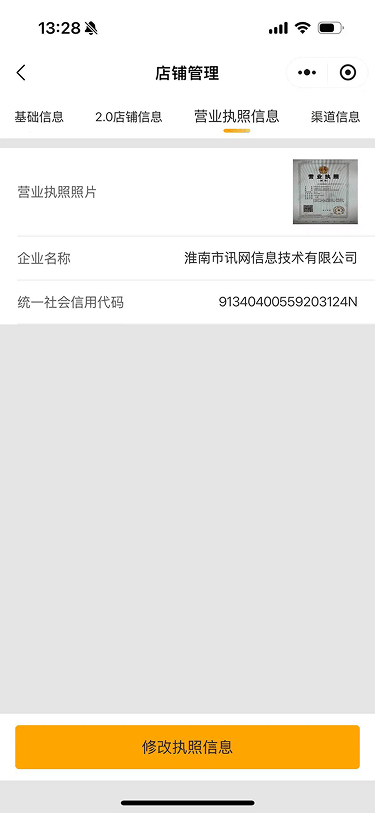 13:28
店铺管理
基础信息 2.0店铺信息 营业执照信息 渠道信息
营业执照照片
营业执照
企业名称 淮南市讯网信息技术有限公司
统一社会信用代码 91340400559203124N
修改执照信息